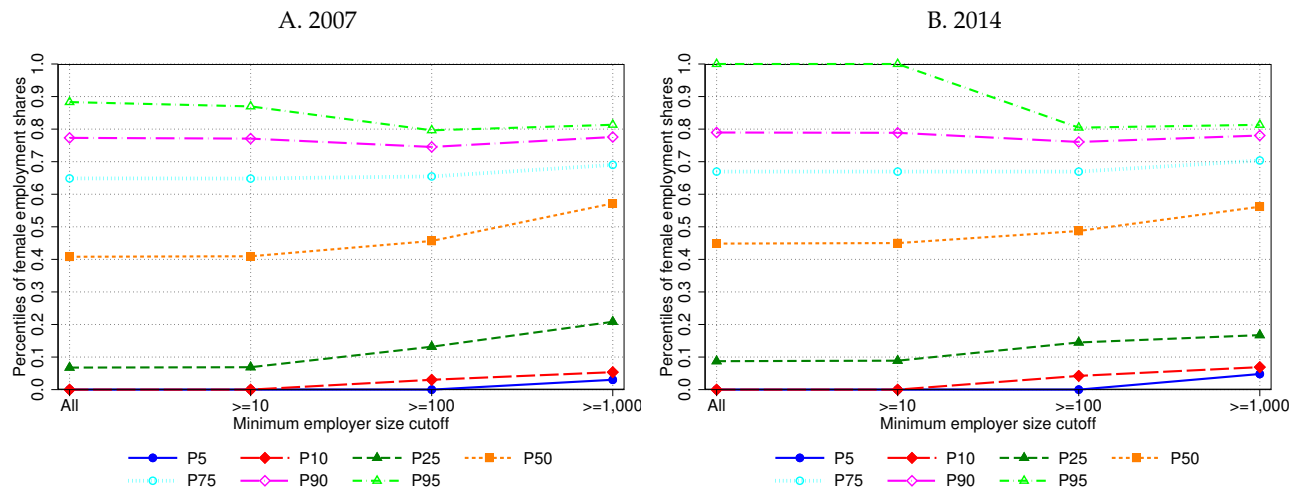 A. 2007
Percentiles of female employment shares
1.0
0.9
0.8
0.7
0.6
0.5
0.4
0.3
0.2
0.1
0.0
All >=10 >=100 >=1,000
Minimum employer size cutoff
P5 P10 P25 P50
P75 P90 P95
B. 2014
Percentiles of female employment shares
1.0
0.9
0.8
0.7
0.6
0.5
0.4
0.3
0.2
0.1
0.0
All >=10 >=100 >=1,000
Minimum employer size cutoff
P5 P10 P25 P50
P75 P90 P95